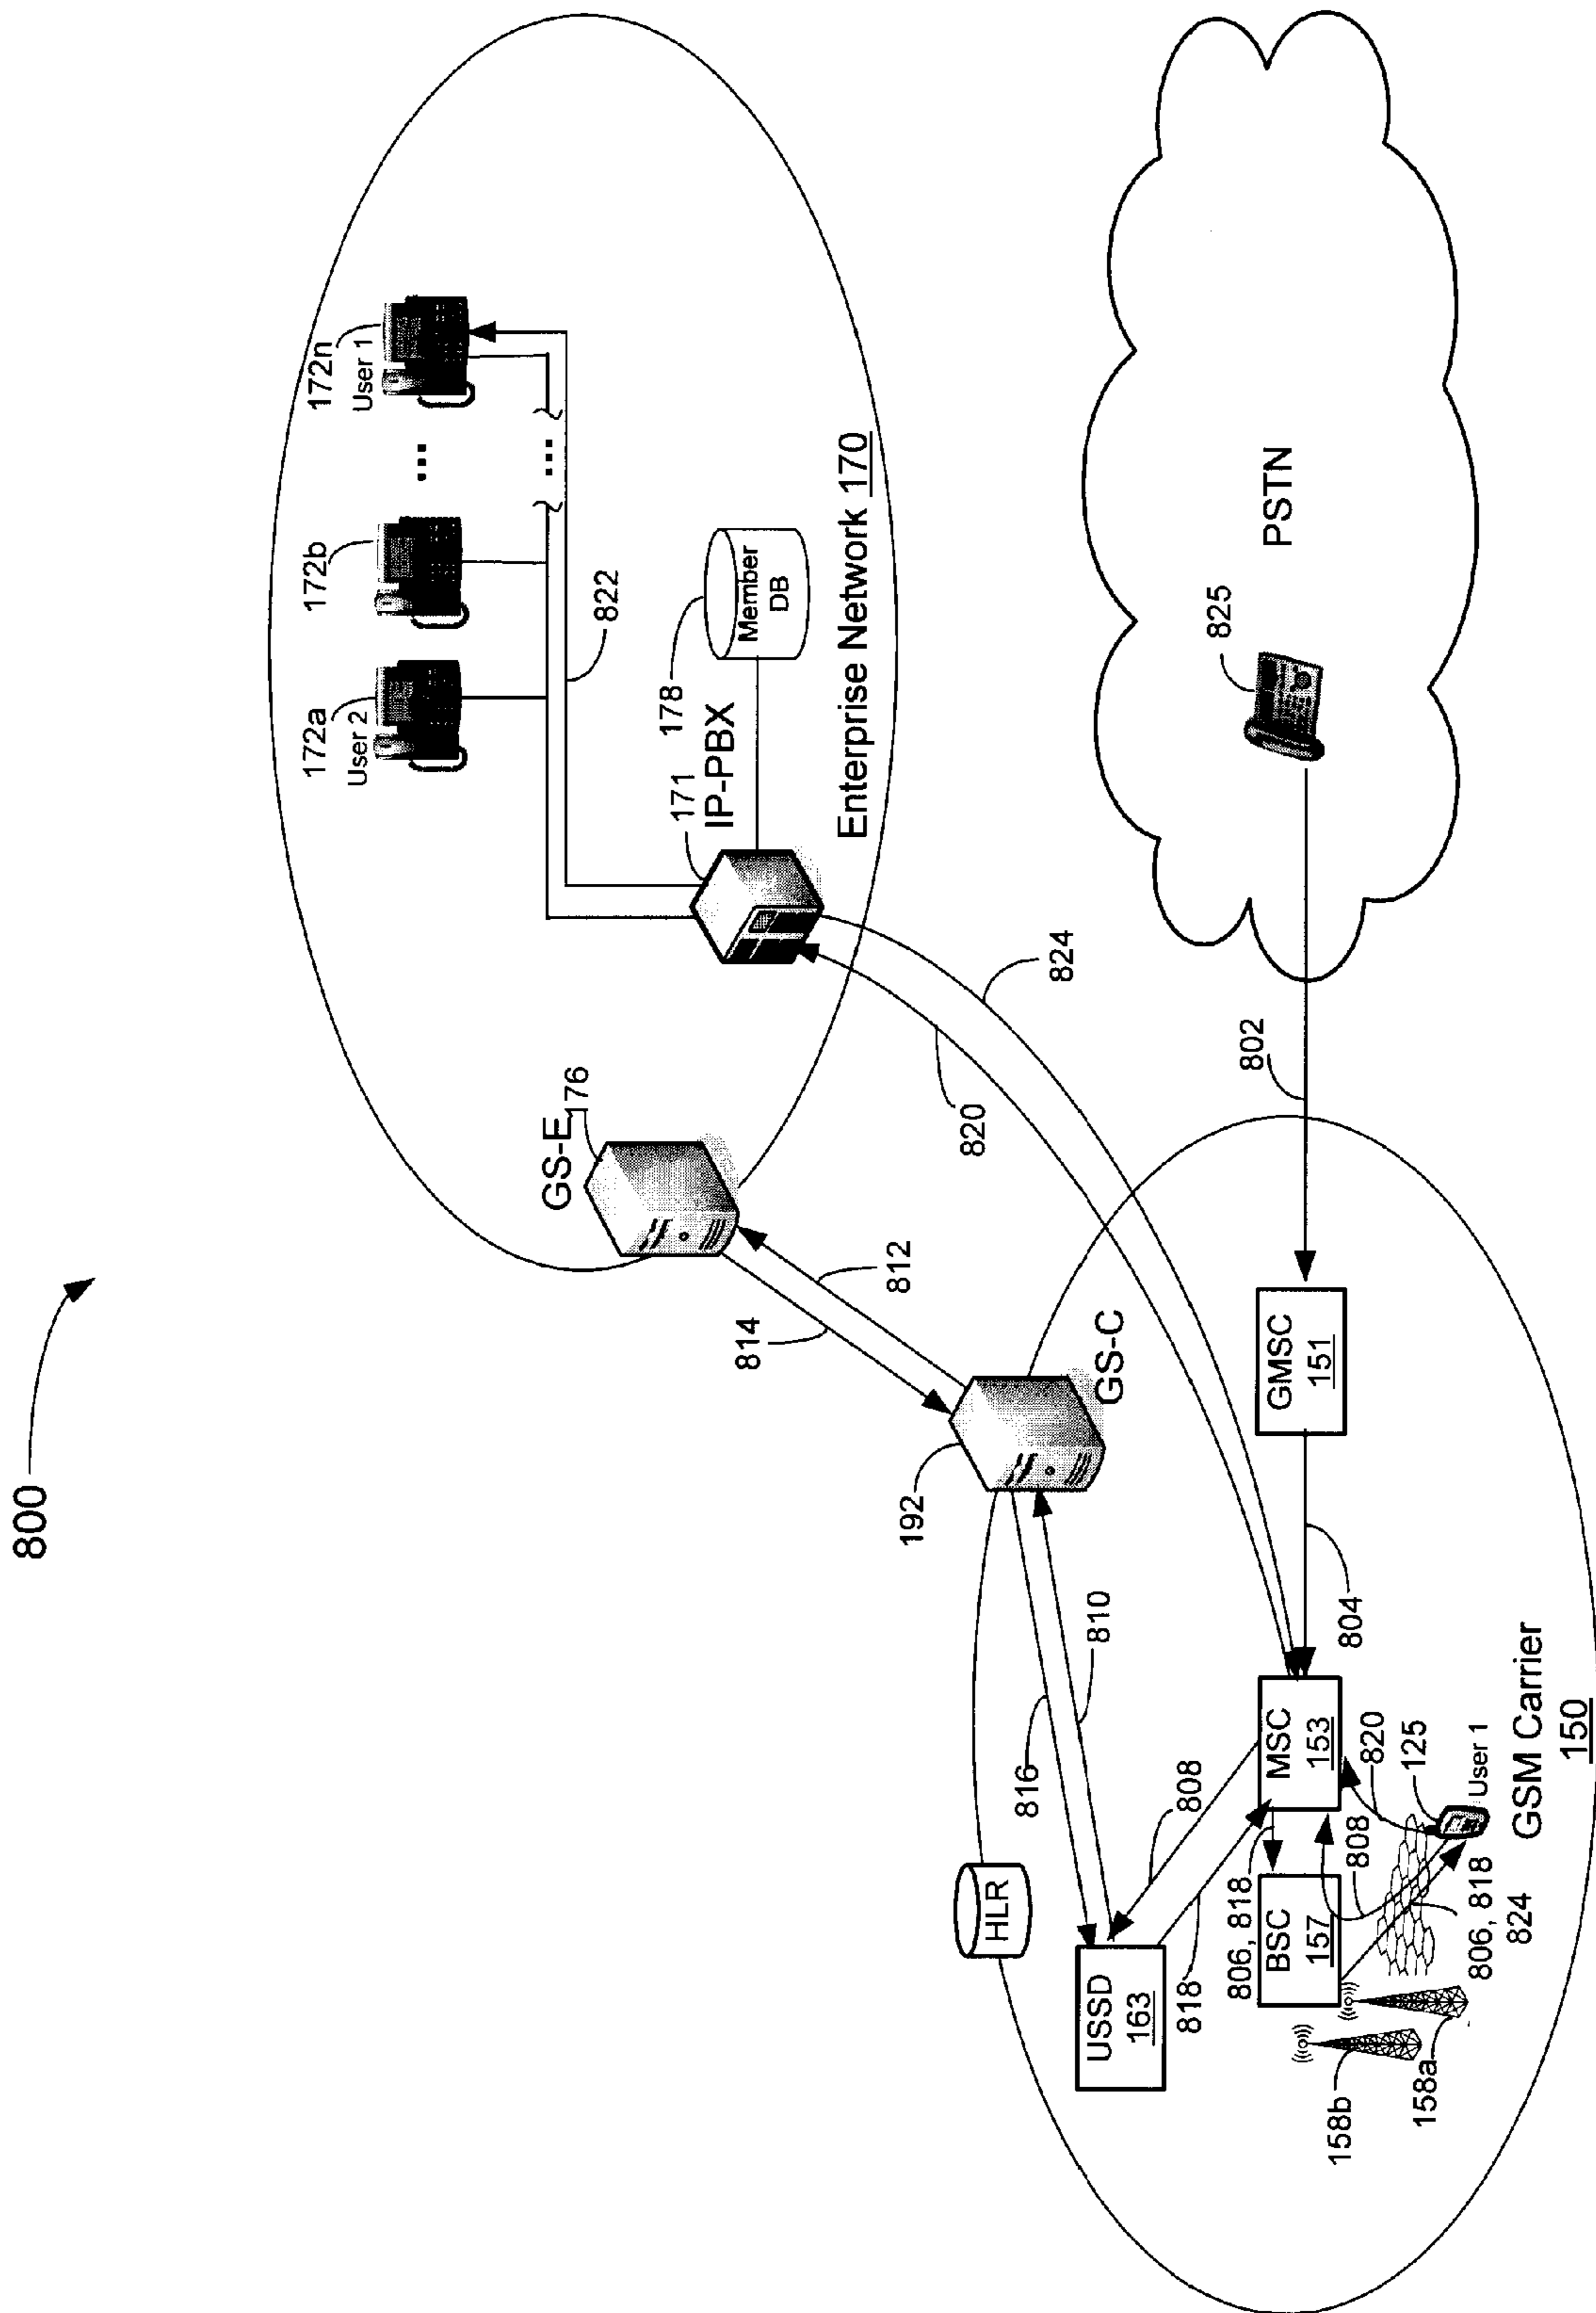 800
172a
User 2
172b
...
172n
User 1
...
822
178
Member
DB
171
IP-PBX
Enterprise Network 170
GS-E
176
814
812
824
820
192
GS-C
816
810
HLR
USSD
163
808
818
806, 818
BSC
157
MSC
153
804
GMSC
151
802
825
PSTN
820
125
User 1
808
806, 818
824
158b
158a
GSM Carrier
150